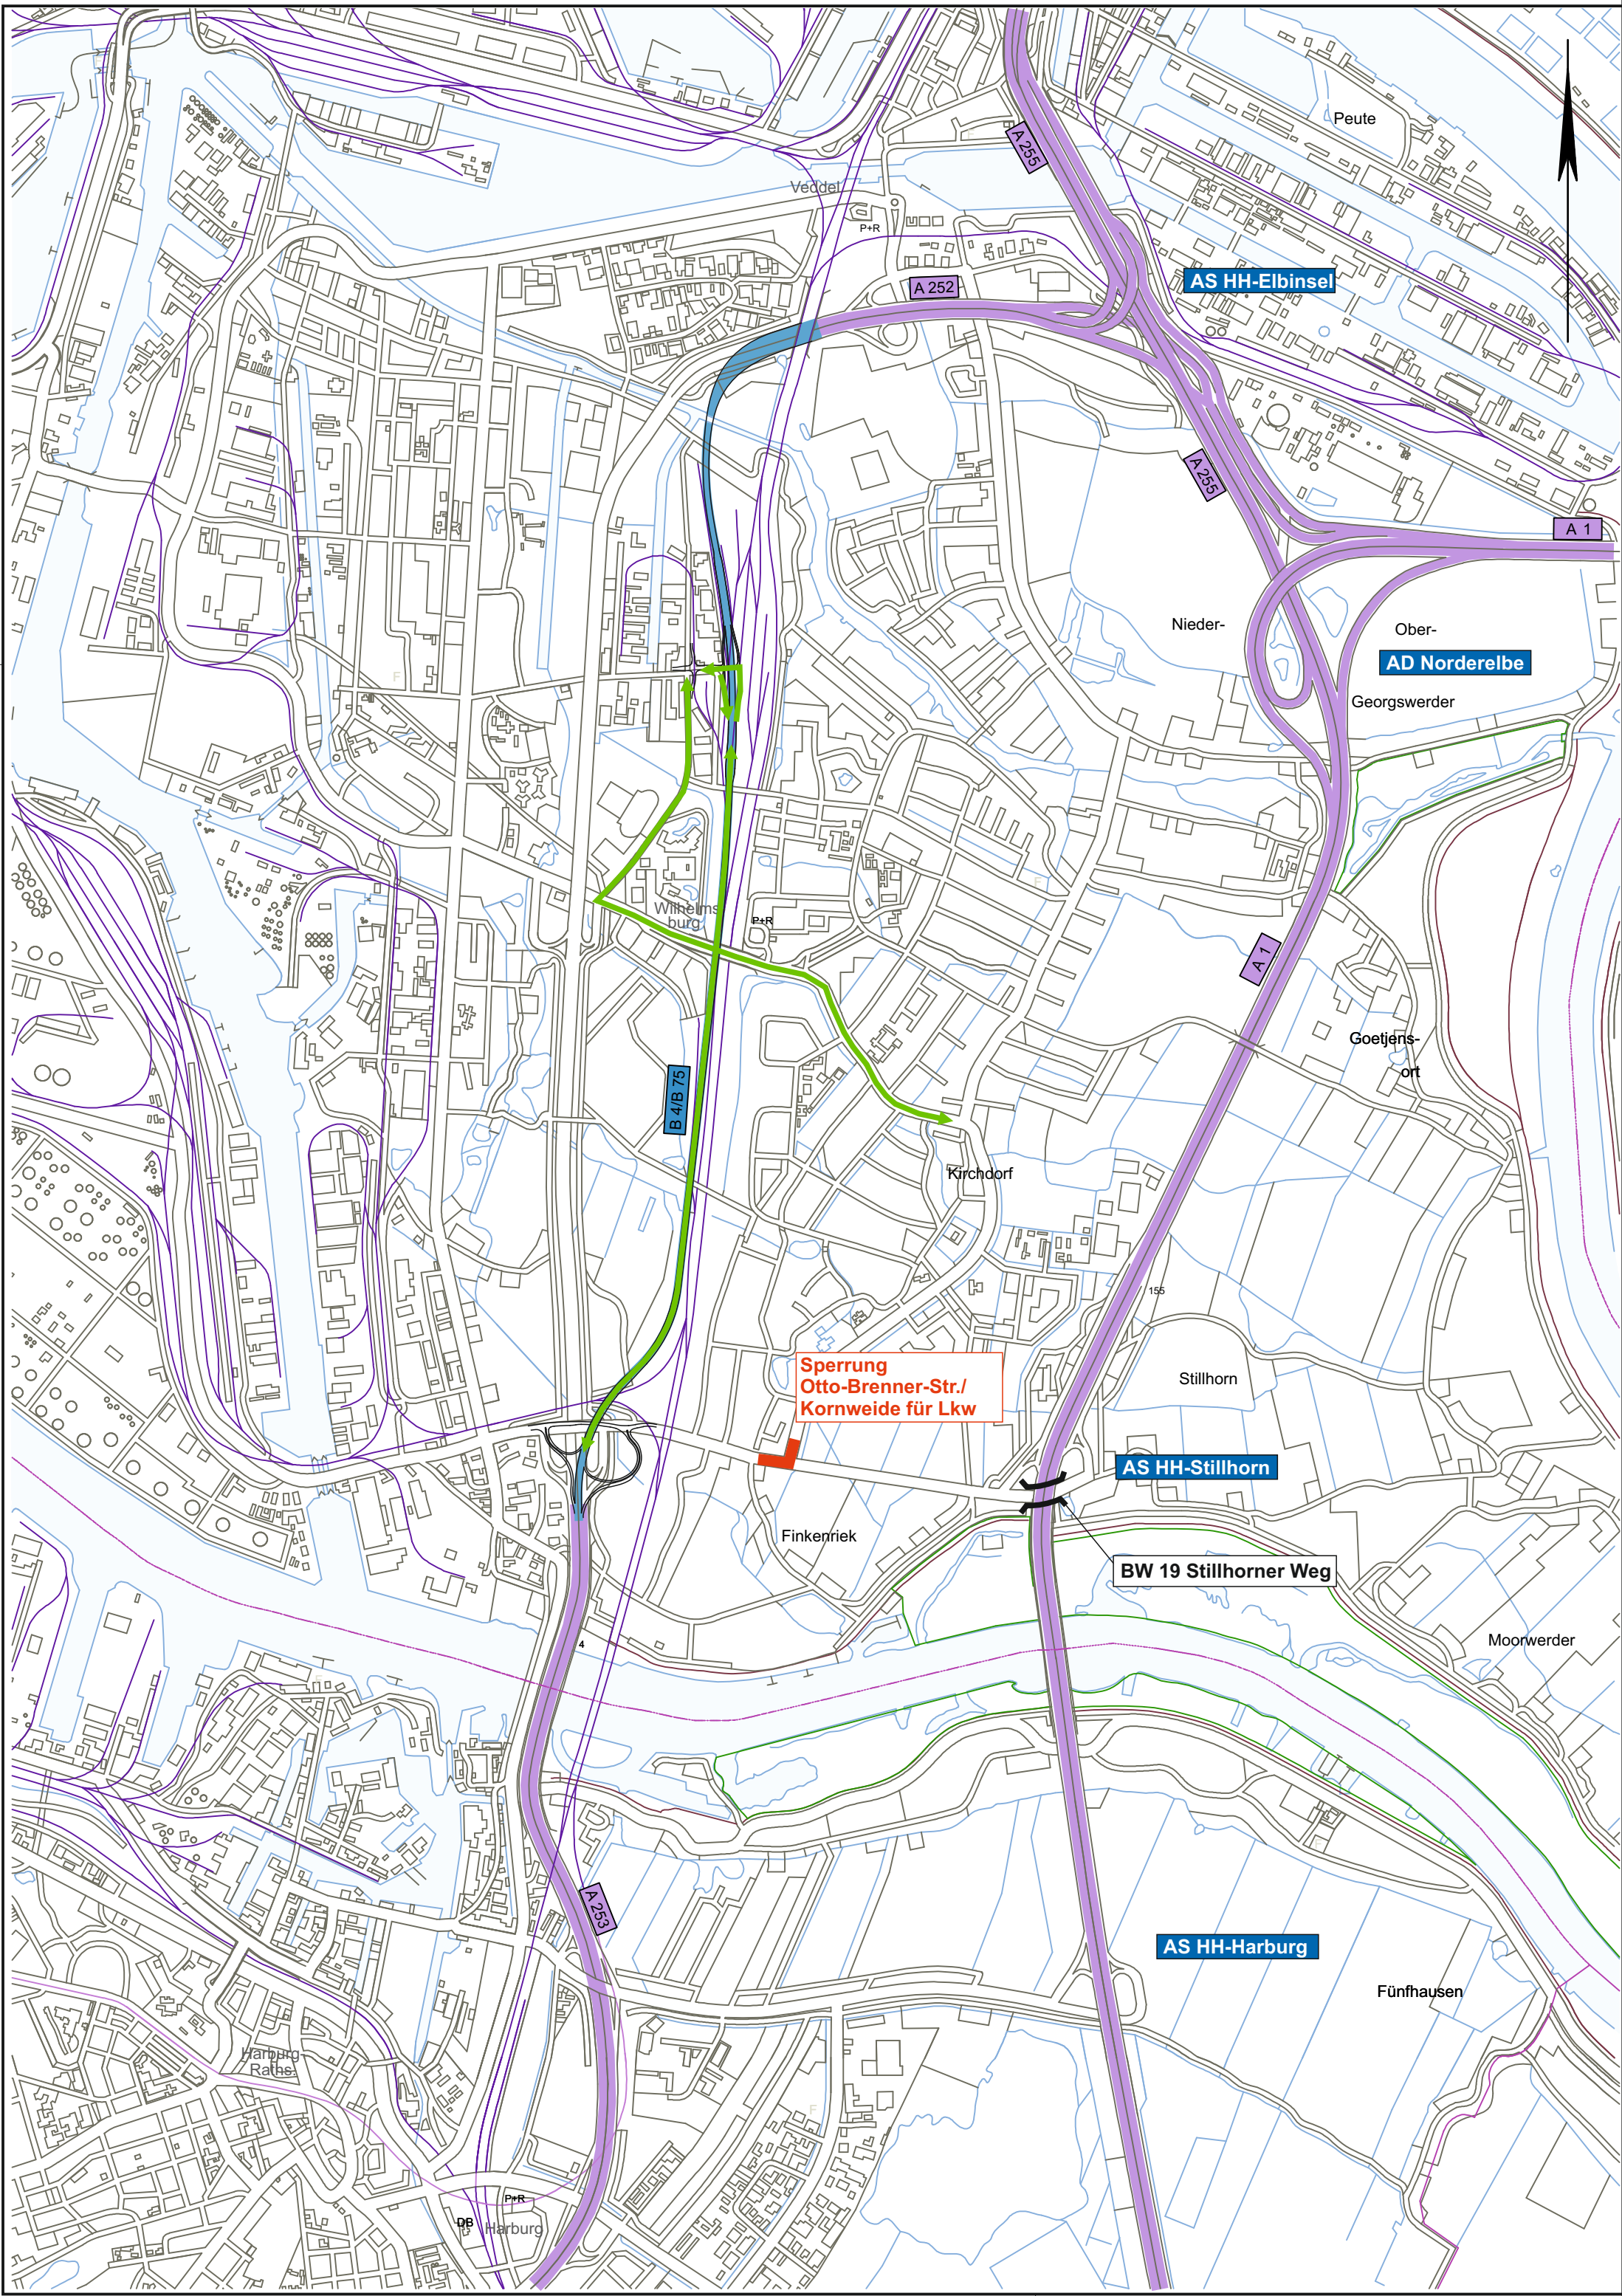 Peute
A 255
Veddel
P+R
AS HH-Elbinsel
A 252
A 255
A 1
Nieder-
Ober-
AD Norderelbe
Georgswerder
F
F
F
Wilhelms
burg
P+R
A 1
Goetjens-
ort
B 4/B 75
Kirchdorf
155
Sperrung
Otto-Brenner-Str./
Kornweide für Lkw
Stillhorn
AS HH-Stillhorn
Finkenriek
BW 19 Stillhorner Weg
4
Moorwerder
F
F
A 253
AS HH-Harburg
Fünfhausen
Harburg-
Raths.
F
P+R
DB
Harburg